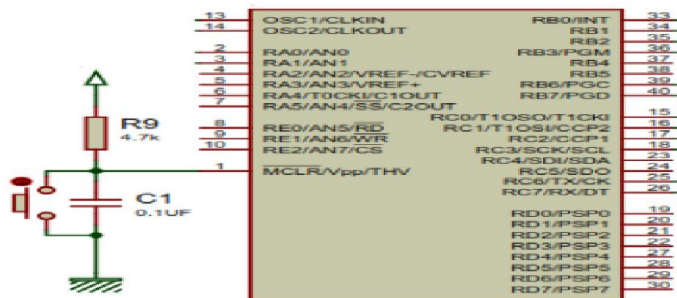 13 OSC1/CLKIN RB0/INT 33
14 OSC2/CLKOUT RB1 34
RB2 35
2 RA0/AN0 RB3/PGM 36
3 RA1/AN1 RB4 37
4 RA2/AN2/VREF-/CVREF RB5 38
5 RA3/AN3/VREF+ RB6/PGC 39
6 RA4/T0CKI/C1OUT RB7/PGD 40
7 RA5/AN4/SS/C2OUT
RC0/T1OSO/T1CKI 15
8 RE0/AN5/RD RC1/T1OSI/CCP2 16
9 RE1/AN6/WR RC2/CCP1 17
10 RE2/AN7/CS RC3/SCK/SCL 18
RC4/SDI/SDA 23
1 MCLR/Vpp/THV RC5/SDO 24
RC6/TX/CK 25
RC7/RX/DT 26
RD0/PSP0 19
RD1/PSP1 20
RD2/PSP2 21
RD3/PSP3 22
RD4/PSP4 27
RD5/PSP5 28
RD6/PSP6 29
RD7/PSP7 30
R9
4.7k
C1
0.1UF